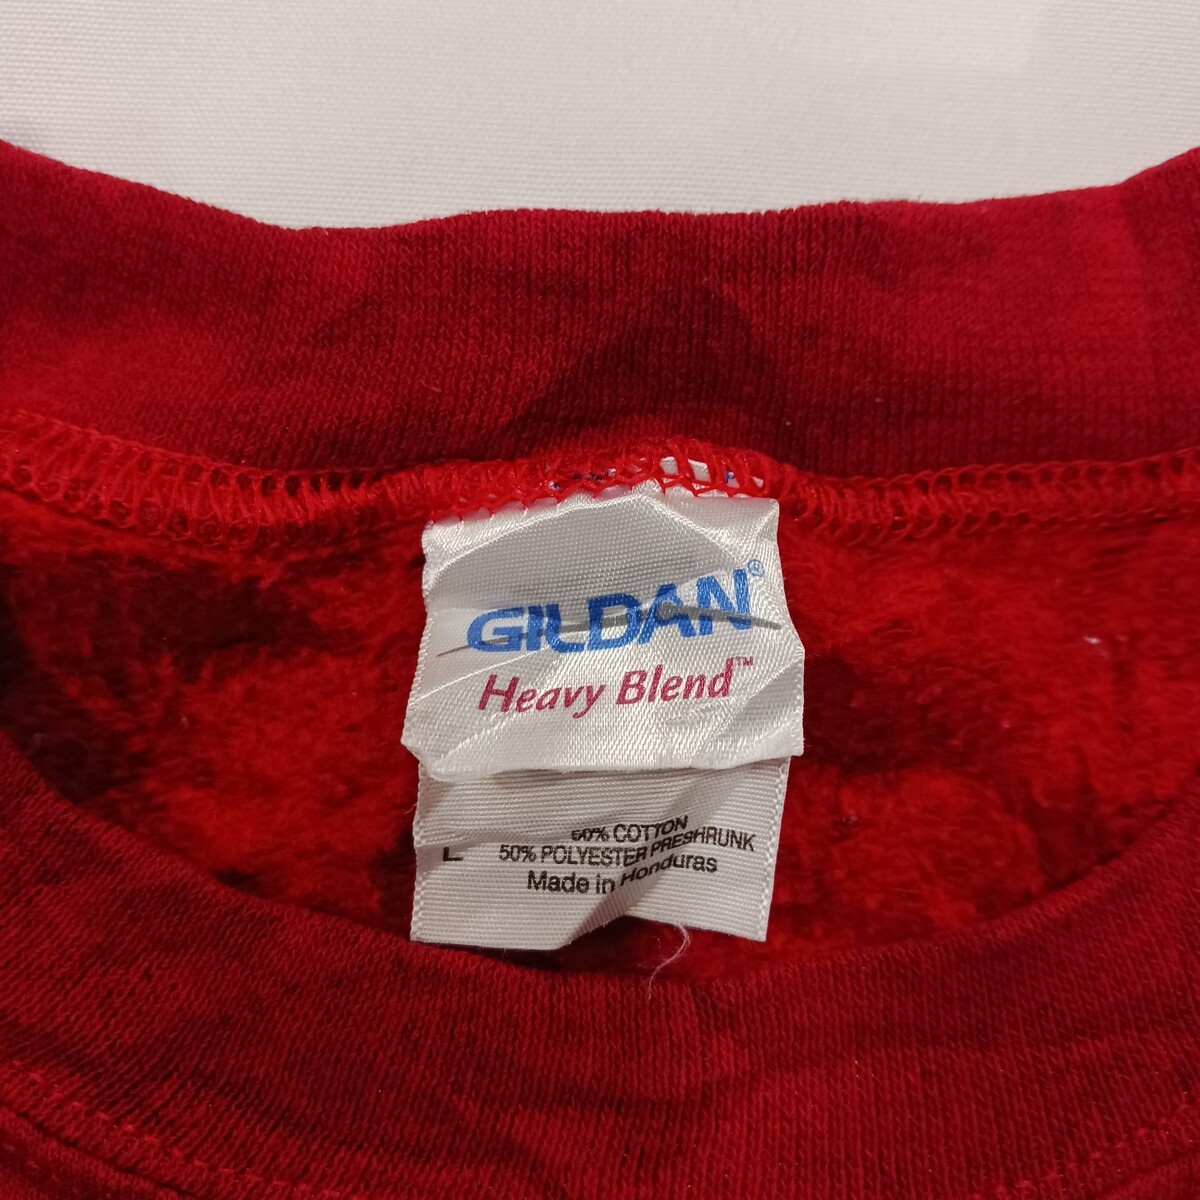 GILDAN®
Heavy Blend™
50% COTTON
L 50% POLYESTER PRESHRUNK
Made in Honduras